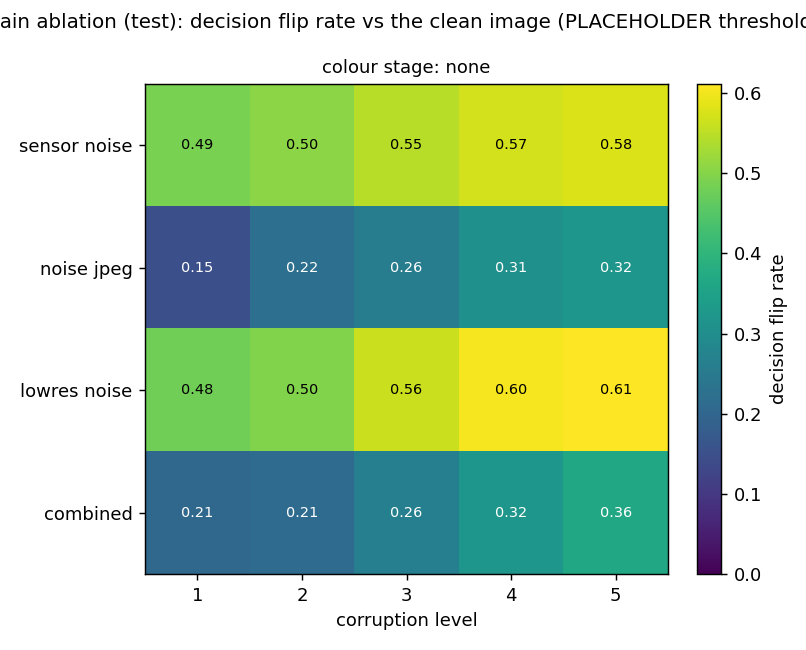 ain ablation (test): decision flip rate vs the clean image (PLACEHOLDER threshold
colour stage: none
sensor noise 0.49 0.50 0.55 0.57 0.58
noise jpeg 0.15 0.22 0.26 0.31 0.32
lowres noise 0.48 0.50 0.56 0.60 0.61
combined 0.21 0.21 0.26 0.32 0.36
1 2 3 4 5
corruption level
0.6
0.5
0.4
0.3
0.2
0.1
0.0
decision flip rate